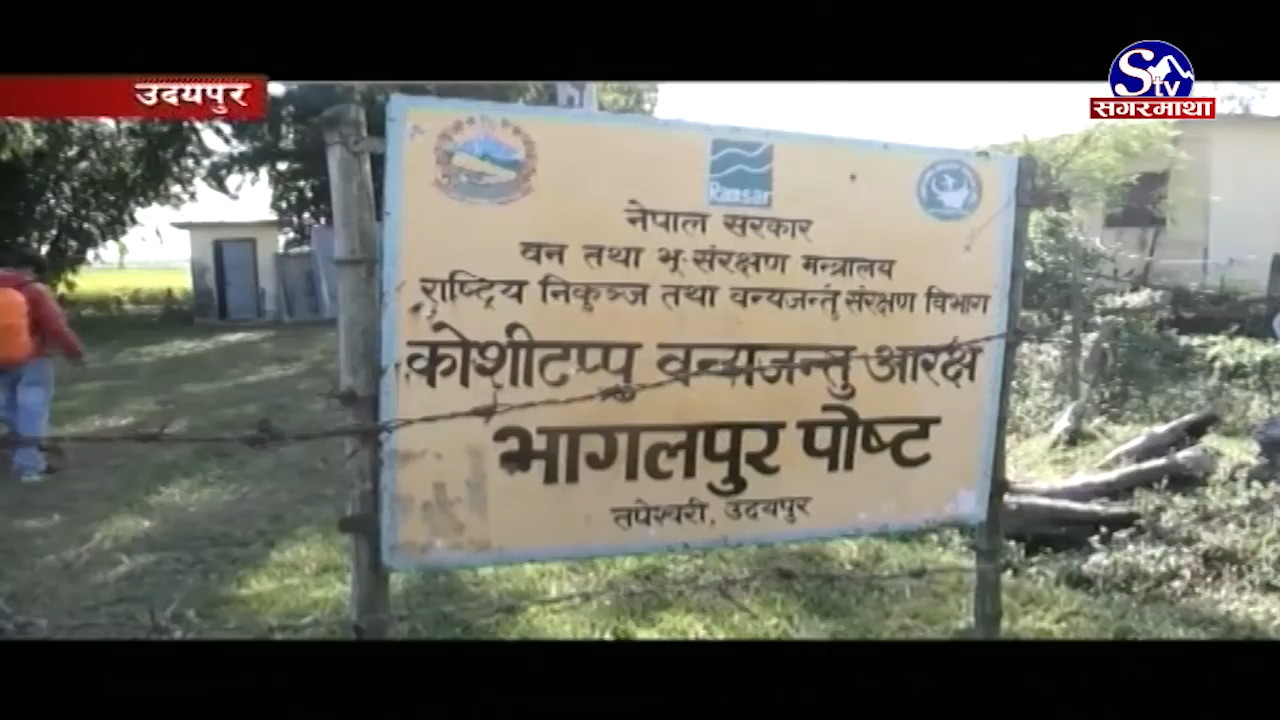 उदयपुर
S tv
सगरमाथा
Ramsar
नेपाल सरकार
वन तथा भू-संरक्षण मन्त्रालय
राष्ट्रिय निकुञ्ज तथा वन्यजन्तु संरक्षण विभाग
कोशीटप्पु वन्यजन्तु आरक्ष
भागलपुर पोष्ट
तपेश्वरी, उदयपुर